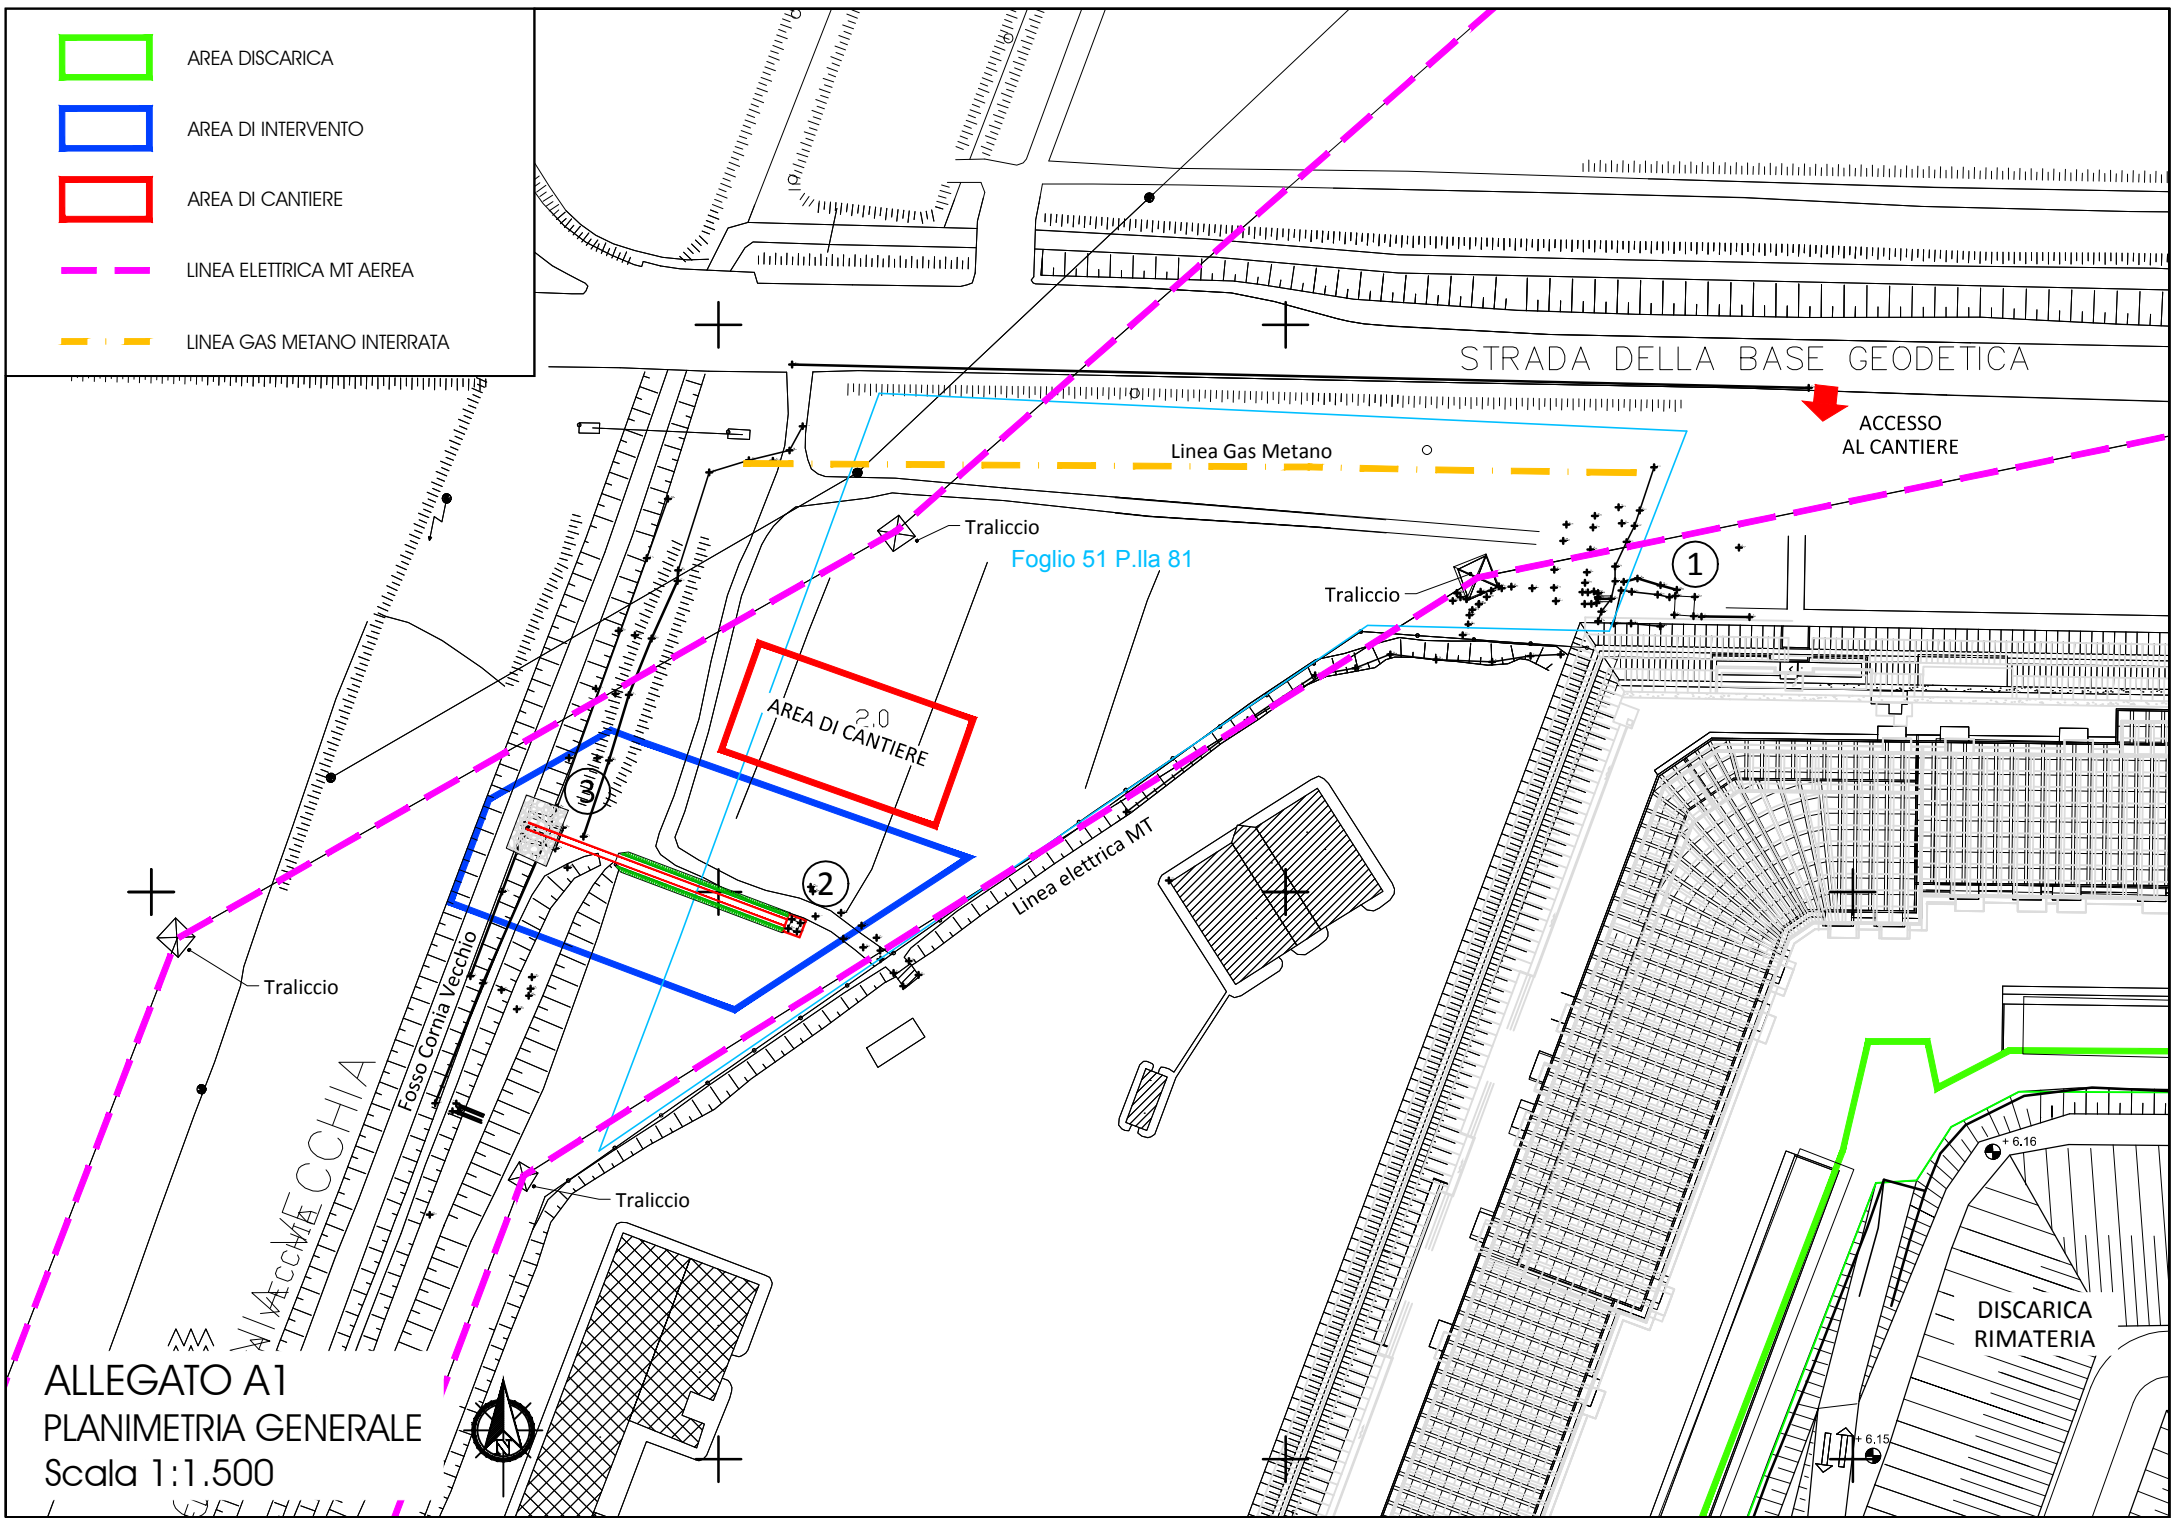 AREA DISCARICA
AREA DI INTERVENTO
AREA DI CANTIERE
LINEA ELETTRICA MT AEREA
LINEA GAS METANO INTERRATA
STRADA DELLA BASE GEODETICA
ACCESSO
AL CANTIERE
Linea Gas Metano
Traliccio
Foglio 51 P.lla 81
1
Traliccio
2.0
AREA DI CANTIERE
3
2
Linea elettrica MT
Fosso Cornia Vecchio
Traliccio
VECCHIA
Traliccio
+ 6.16
DISCARICA
RIMATERIA
+ 6.15
ALLEGATO A1
PLANIMETRIA GENERALE
Scala 1:1.500
N